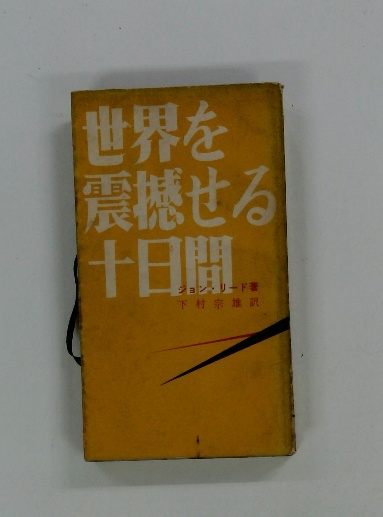 世界を
震撼せる
十日間
ジョン・リード著
下村宗雄訳